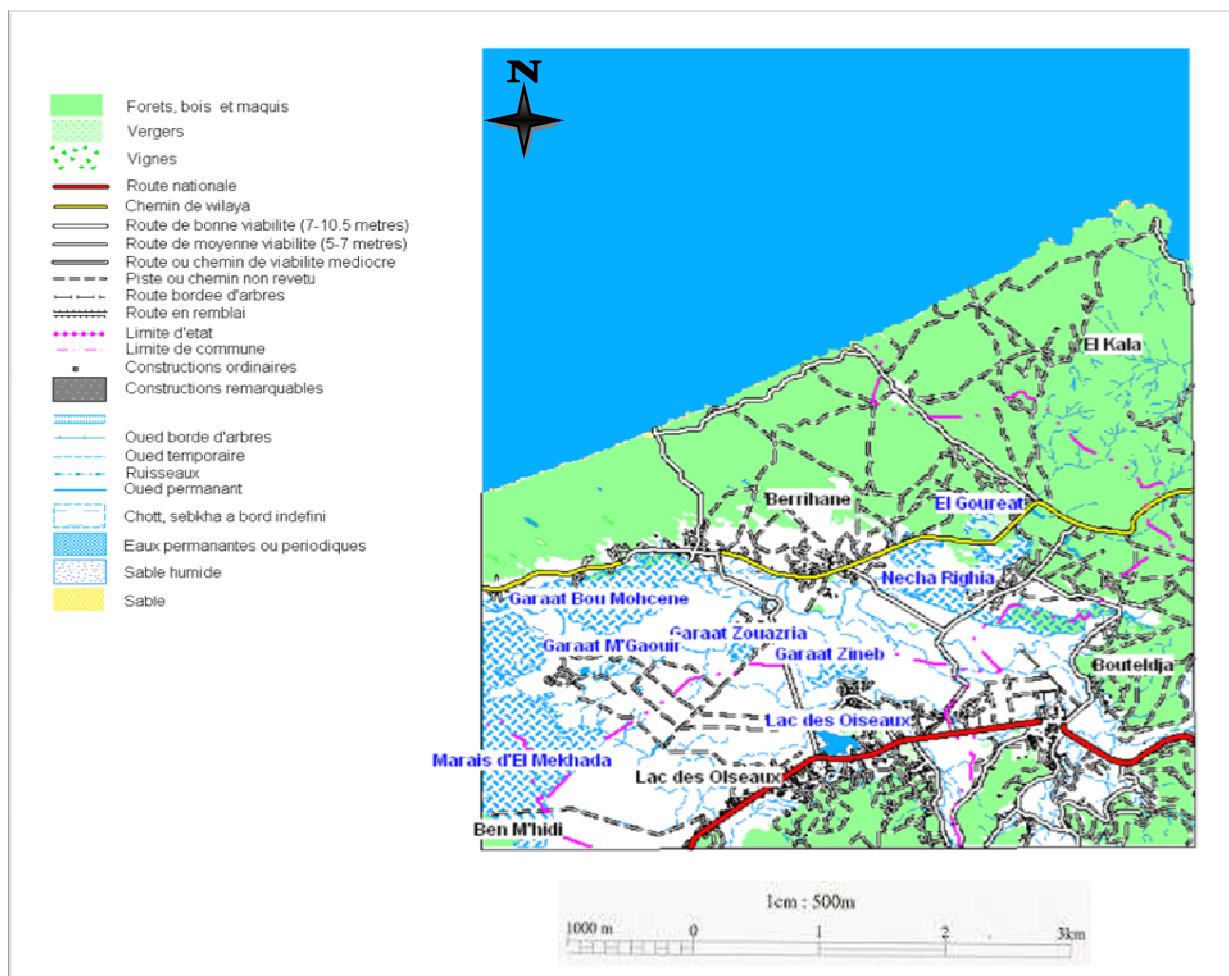 N
Forets, bois et maquis
Vergers
Vignes
Route nationale
Chemin de wilaya
Route de bonne viabilite (7-10.5 metres)
Route de moyenne viabilite (5-7 metres)
Route ou chemin de viabilite mediocre
Piste ou chemin non revetu
Route bordee d'arbres
Route en remblai
Limite d'etat
Limite de commune
Constructions ordinaires
Constructions remarquables
Oued borde d'arbres
Oued temporaire
Ruisseaux
Oued permanant
Chott, sebkha a bord indefini
Eaux permanantes ou periodiques
Sable humide
Sable
El Kala
Berrihane
El Goureat
Necha Righia
Garaat Bou Mohcene
Garaat Zouazria
Garaat M'Gaouir
Garaat Zineb
Bouteldja
Lac des Oiseaux
Marais d'El Mekhada
Lac des Oiseaux
Ben M'hidi
1cm : 500m
1000 m 0 1 2 3km